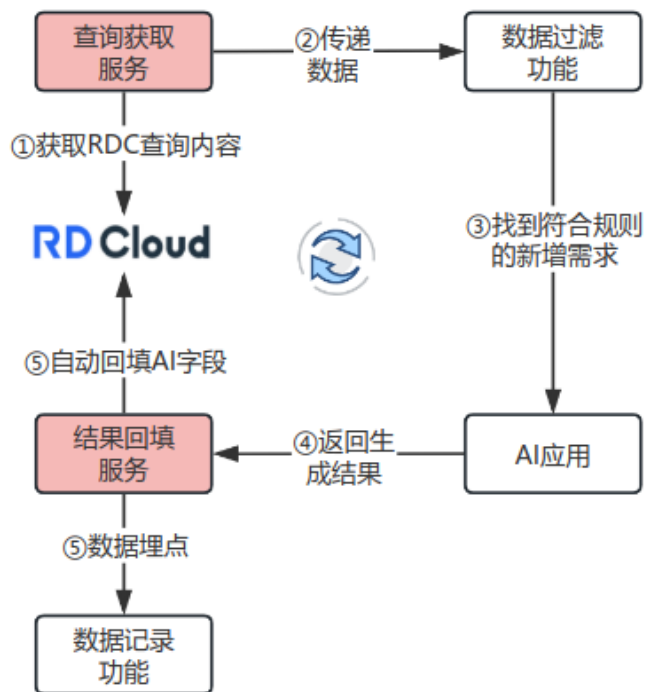 查询获取
服务
②传递
数据
数据过滤
功能
①获取RDC查询内容
RD Cloud
③找到符合规则
的新增需求
⑤自动回填AI字段
结果回填
服务
④返回生
成结果
AI应用
⑤数据埋点
数据记录
功能